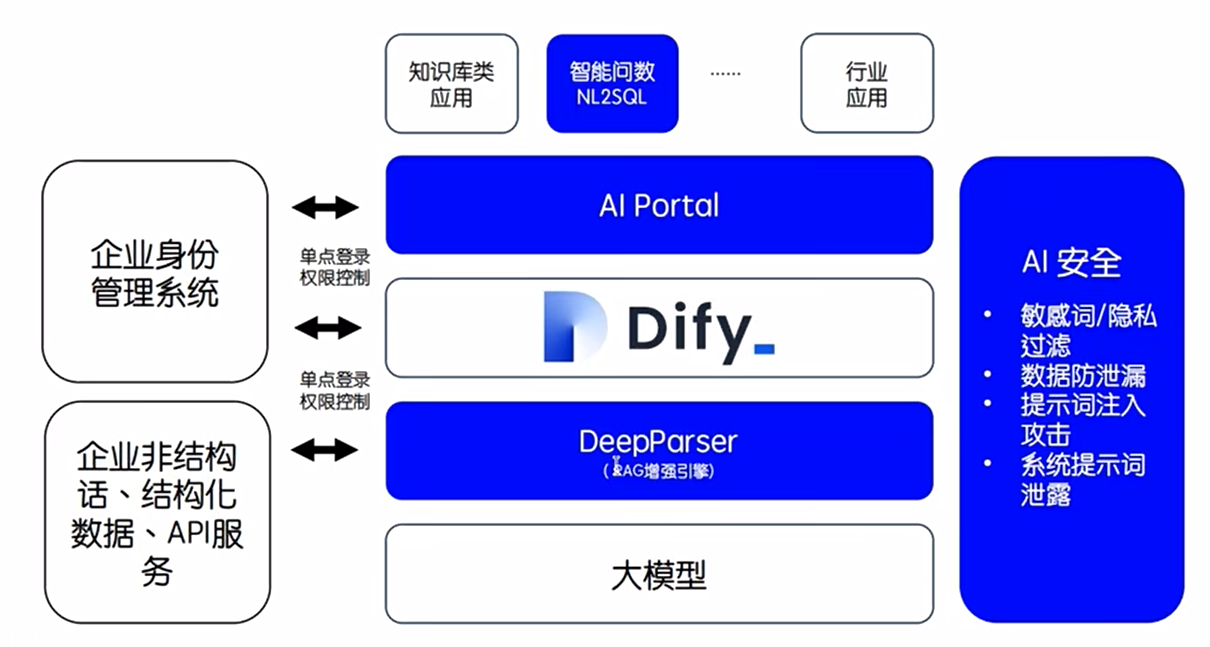 知识库类
应用
智能问数
NL2SQL
......
行业
应用
AI Portal
企业身份
管理系统
单点登录
权限控制
Dify_
单点登录
权限控制
DeepParser
(RAG增强引擎)
企业非结构
话、结构化
数据、API服
务
大模型
AI 安全
• 敏感词/隐私
过滤
• 数据防泄漏
• 提示词注入
攻击
• 系统提示词
泄露